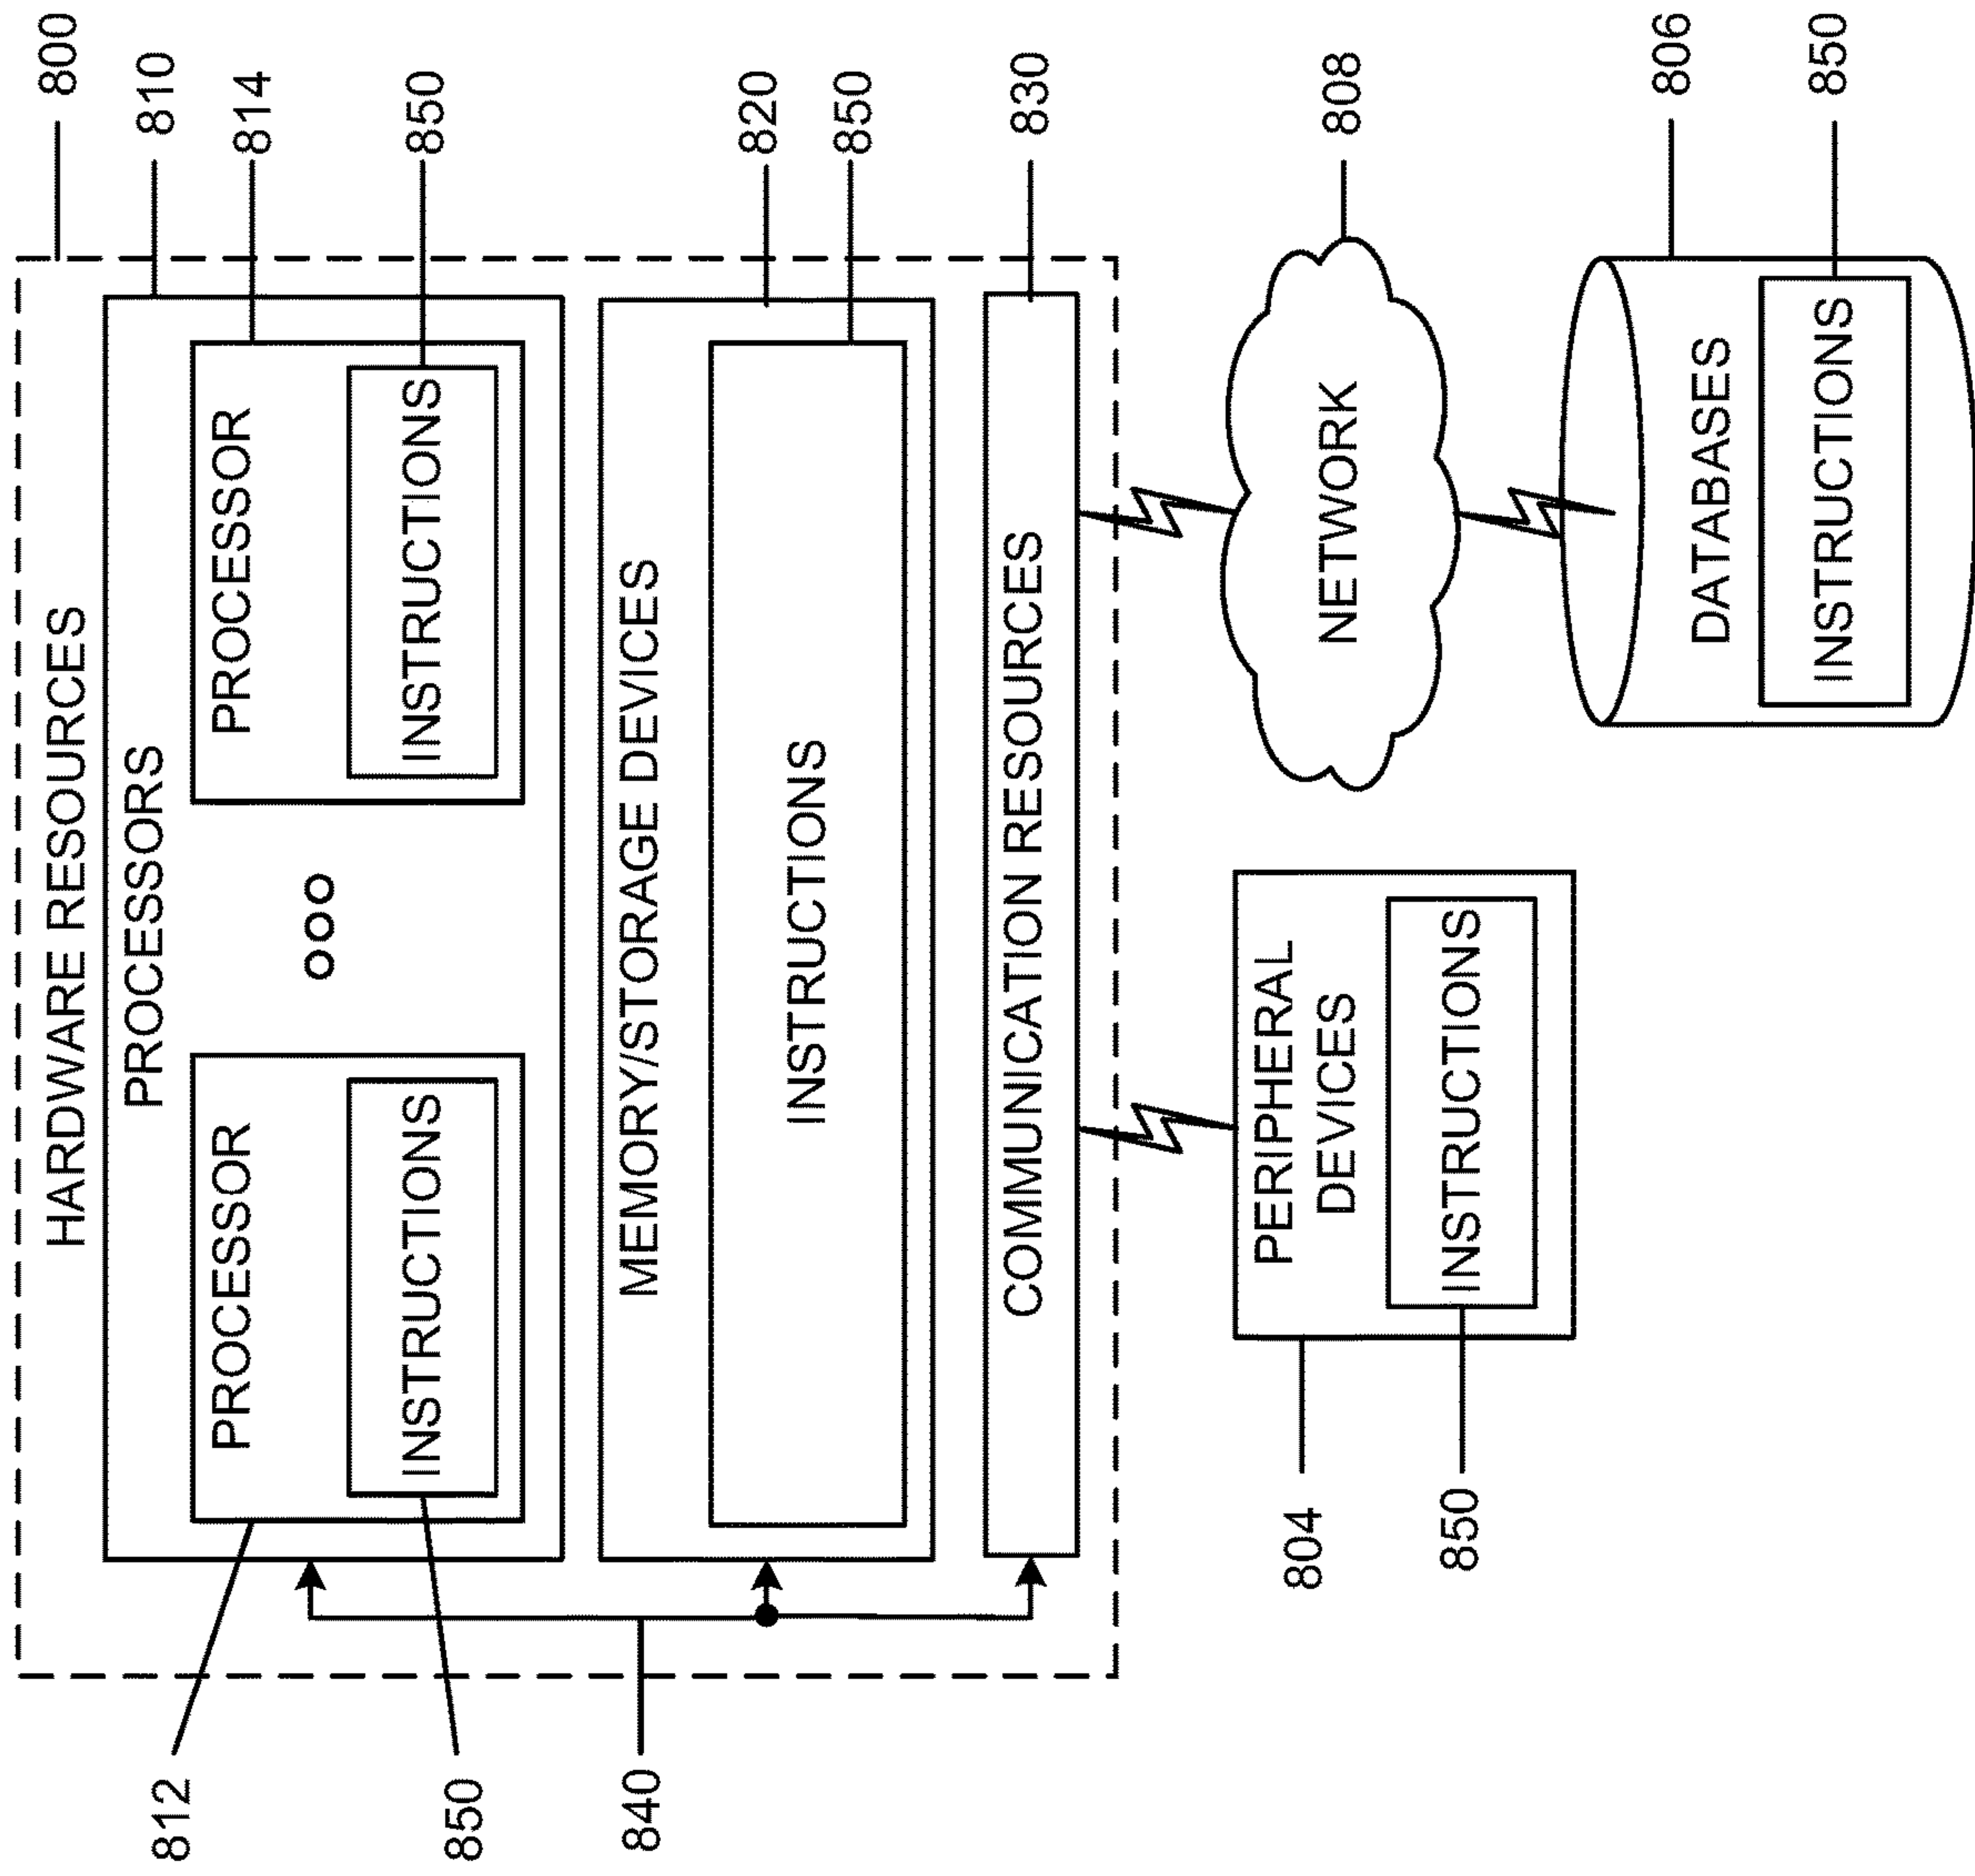 HARDWARE RESOURCES
800
PROCESSORS
810
PROCESSOR
PROCESSOR
814
812
INSTRUCTIONS
INSTRUCTIONS
850
850
MEMORY/STORAGE DEVICES
840
820
INSTRUCTIONS
850
COMMUNICATION RESOURCES
830
PERIPHERAL
DEVICES
804
INSTRUCTIONS
850
NETWORK
808
DATABASES
806
INSTRUCTIONS
850